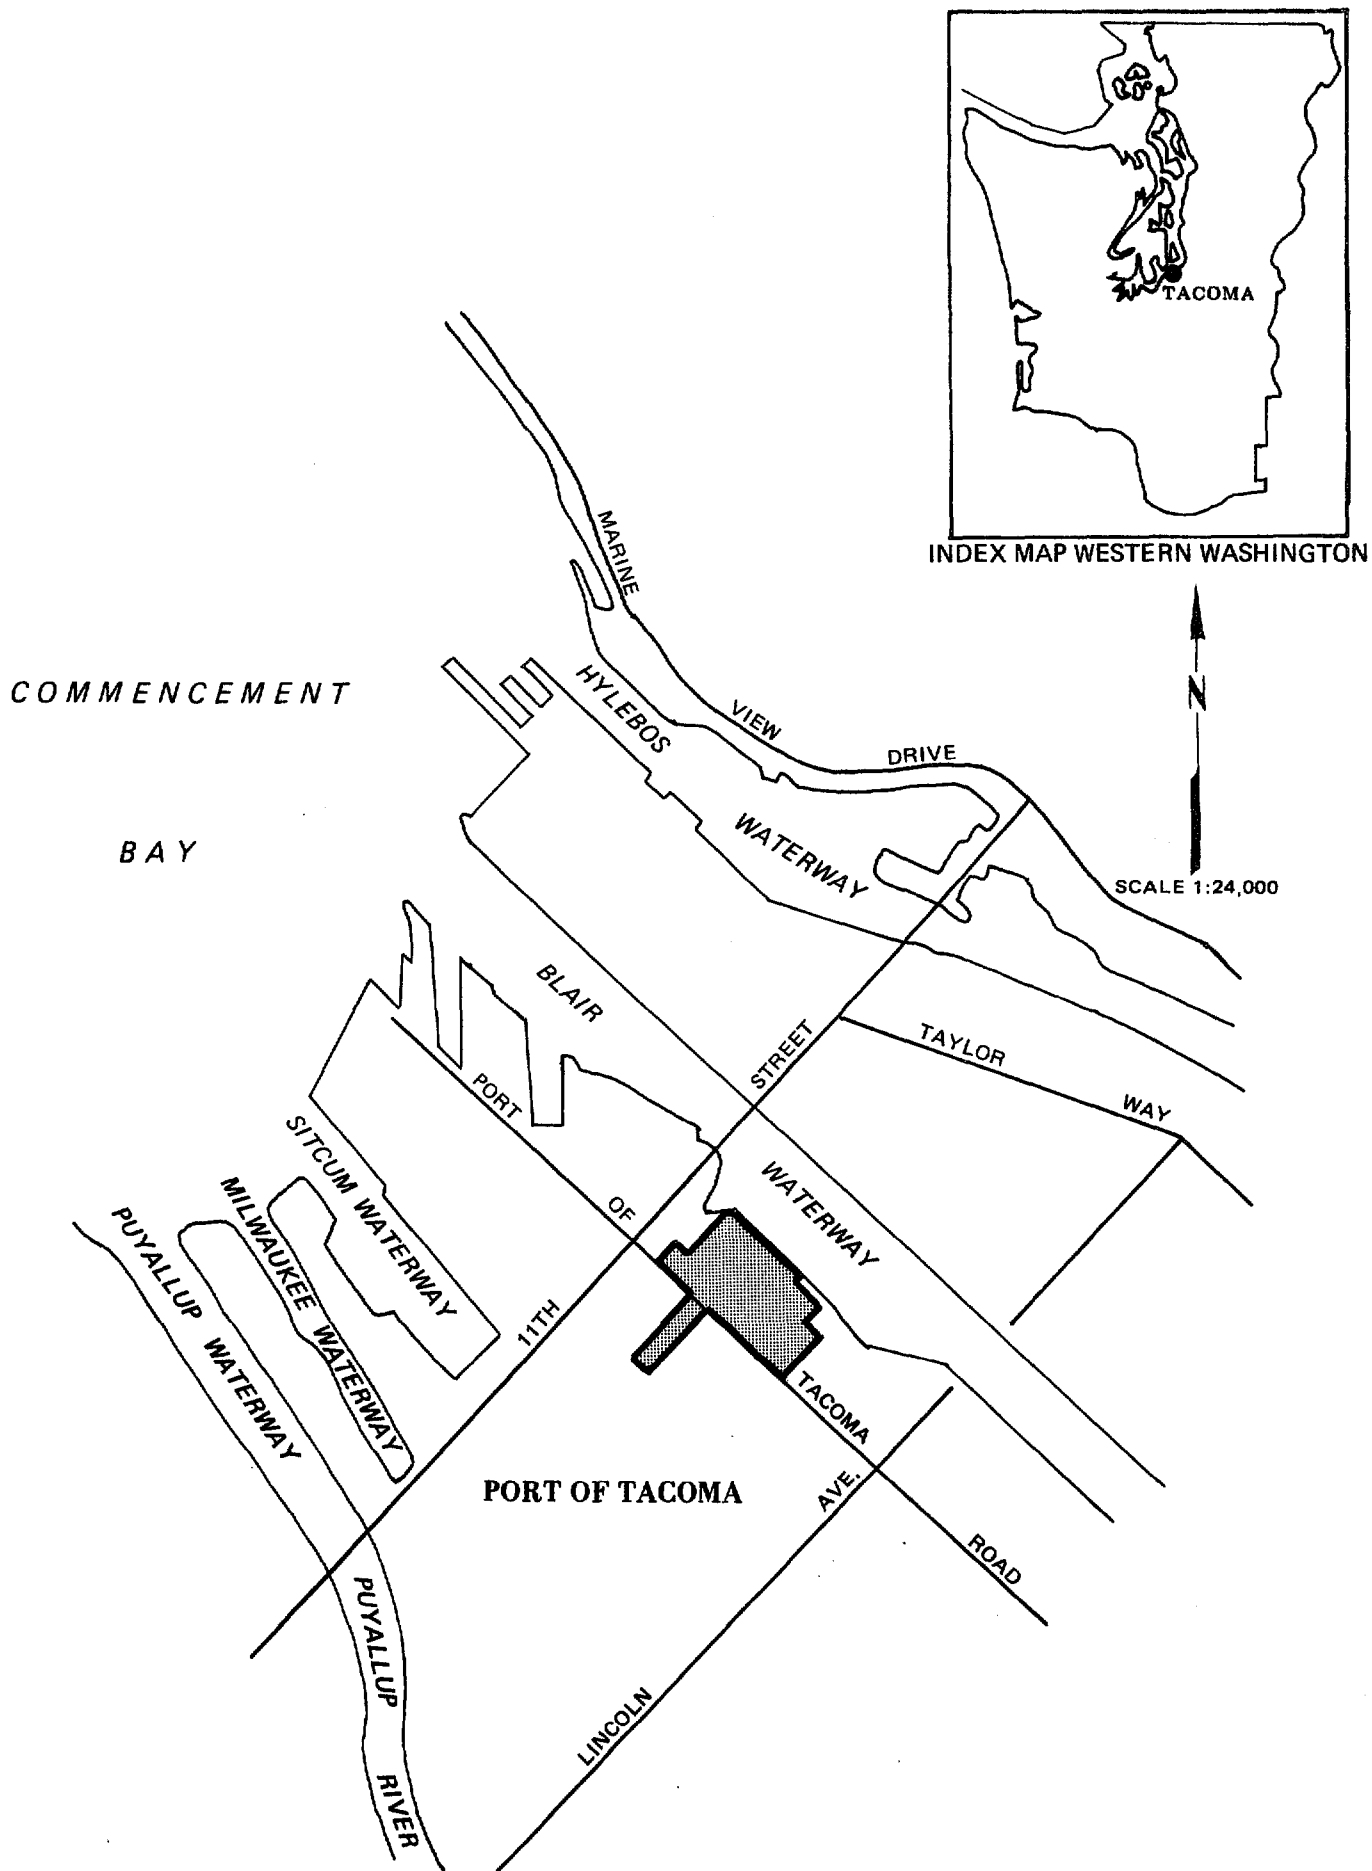 TACOMA
INDEX MAP WESTERN WASHINGTON
MARINE
VIEW
DRIVE
N
SCALE 1:24,000
COMMENCEMENT
BAY
HYLEBOS
WATERWAY
BLAIR
WATERWAY
STREET
11TH
TAYLOR
WAY
PORT
OF
TACOMA
ROAD
SITCUM WATERWAY
MILWAUKEE WATERWAY
PUYALLUP WATERWAY
PORT OF TACOMA
LINCOLN
AVE.
PUYALLUP
RIVER